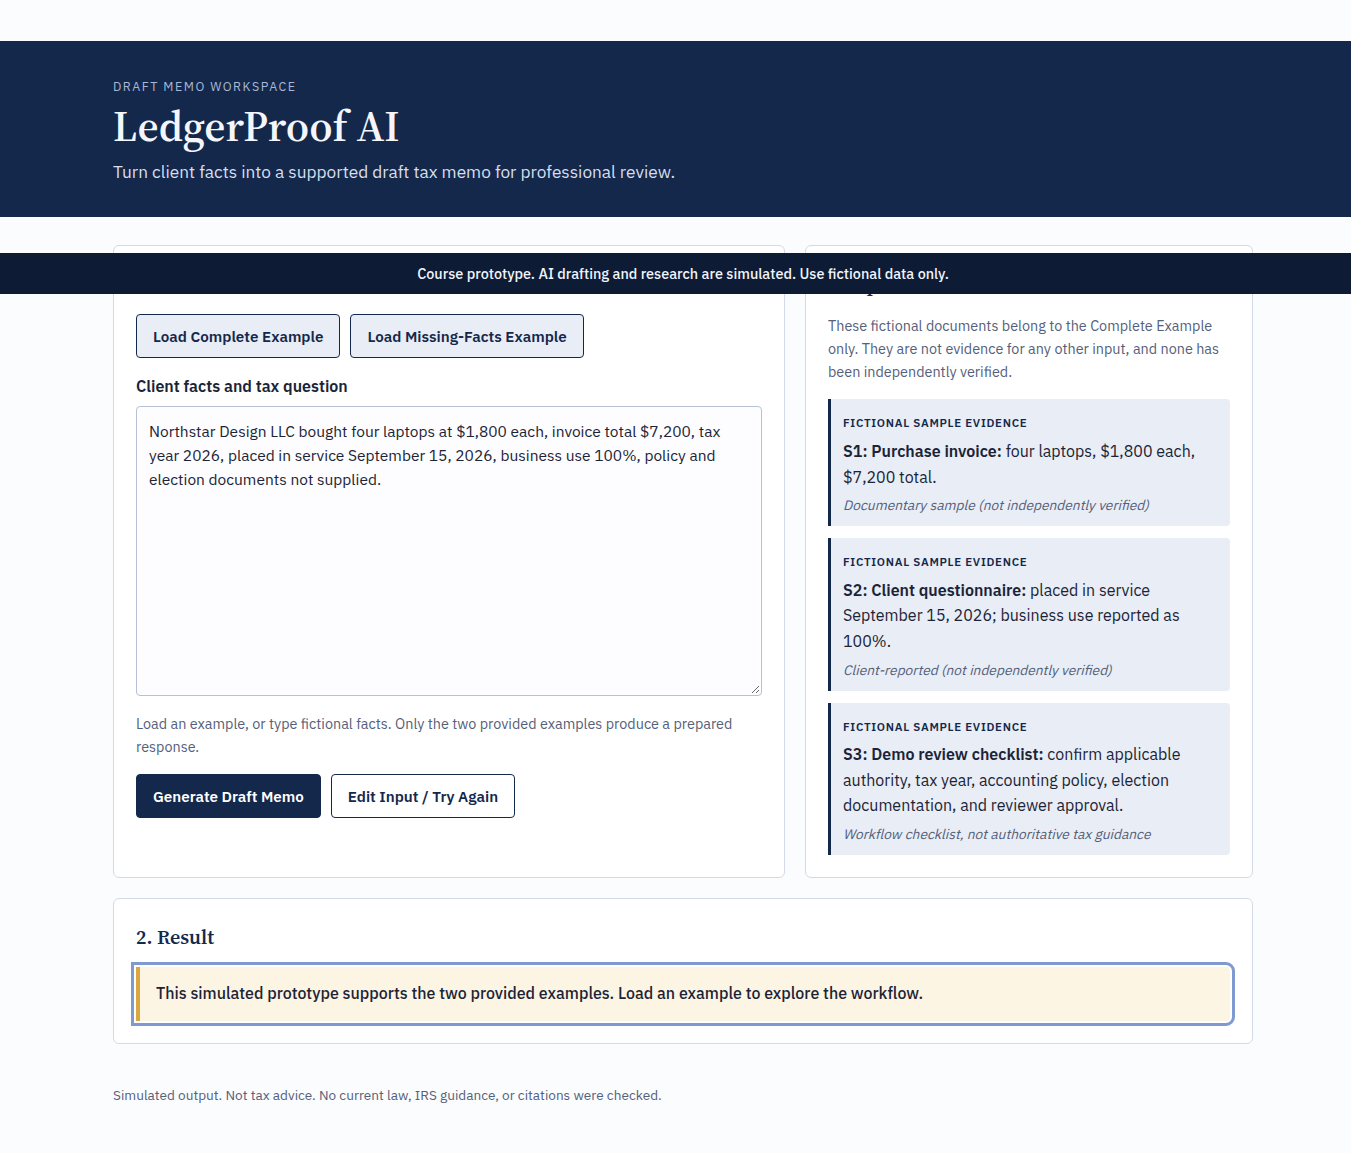 DRAFT MEMO WORKSPACE
LedgerProof AI
Turn client facts into a supported draft tax memo for professional review.
Course prototype. AI drafting and research are simulated. Use fictional data only.
Load Complete Example
Load Missing-Facts Example
Client facts and tax question
Northstar Design LLC bought four laptops at $1,800 each, invoice total $7,200, tax
year 2026, placed in service September 15, 2026, business use 100%, policy and
election documents not supplied.
Load an example, or type fictional facts. Only the two provided examples produce a prepared
response.
Generate Draft Memo
Edit Input / Try Again
These fictional documents belong to the Complete Example
only. They are not evidence for any other input, and none has
been independently verified.
FICTIONAL SAMPLE EVIDENCE
S1: Purchase invoice: four laptops, $1,800 each,
$7,200 total.
Documentary sample (not independently verified)
FICTIONAL SAMPLE EVIDENCE
S2: Client questionnaire: placed in service
September 15, 2026; business use reported as
100%.
Client-reported (not independently verified)
FICTIONAL SAMPLE EVIDENCE
S3: Demo review checklist: confirm applicable
authority, tax year, accounting policy, election
documentation, and reviewer approval.
Workflow checklist, not authoritative tax guidance
2. Result
This simulated prototype supports the two provided examples. Load an example to explore the workflow.
Simulated output. Not tax advice. No current law, IRS guidance, or citations were checked.